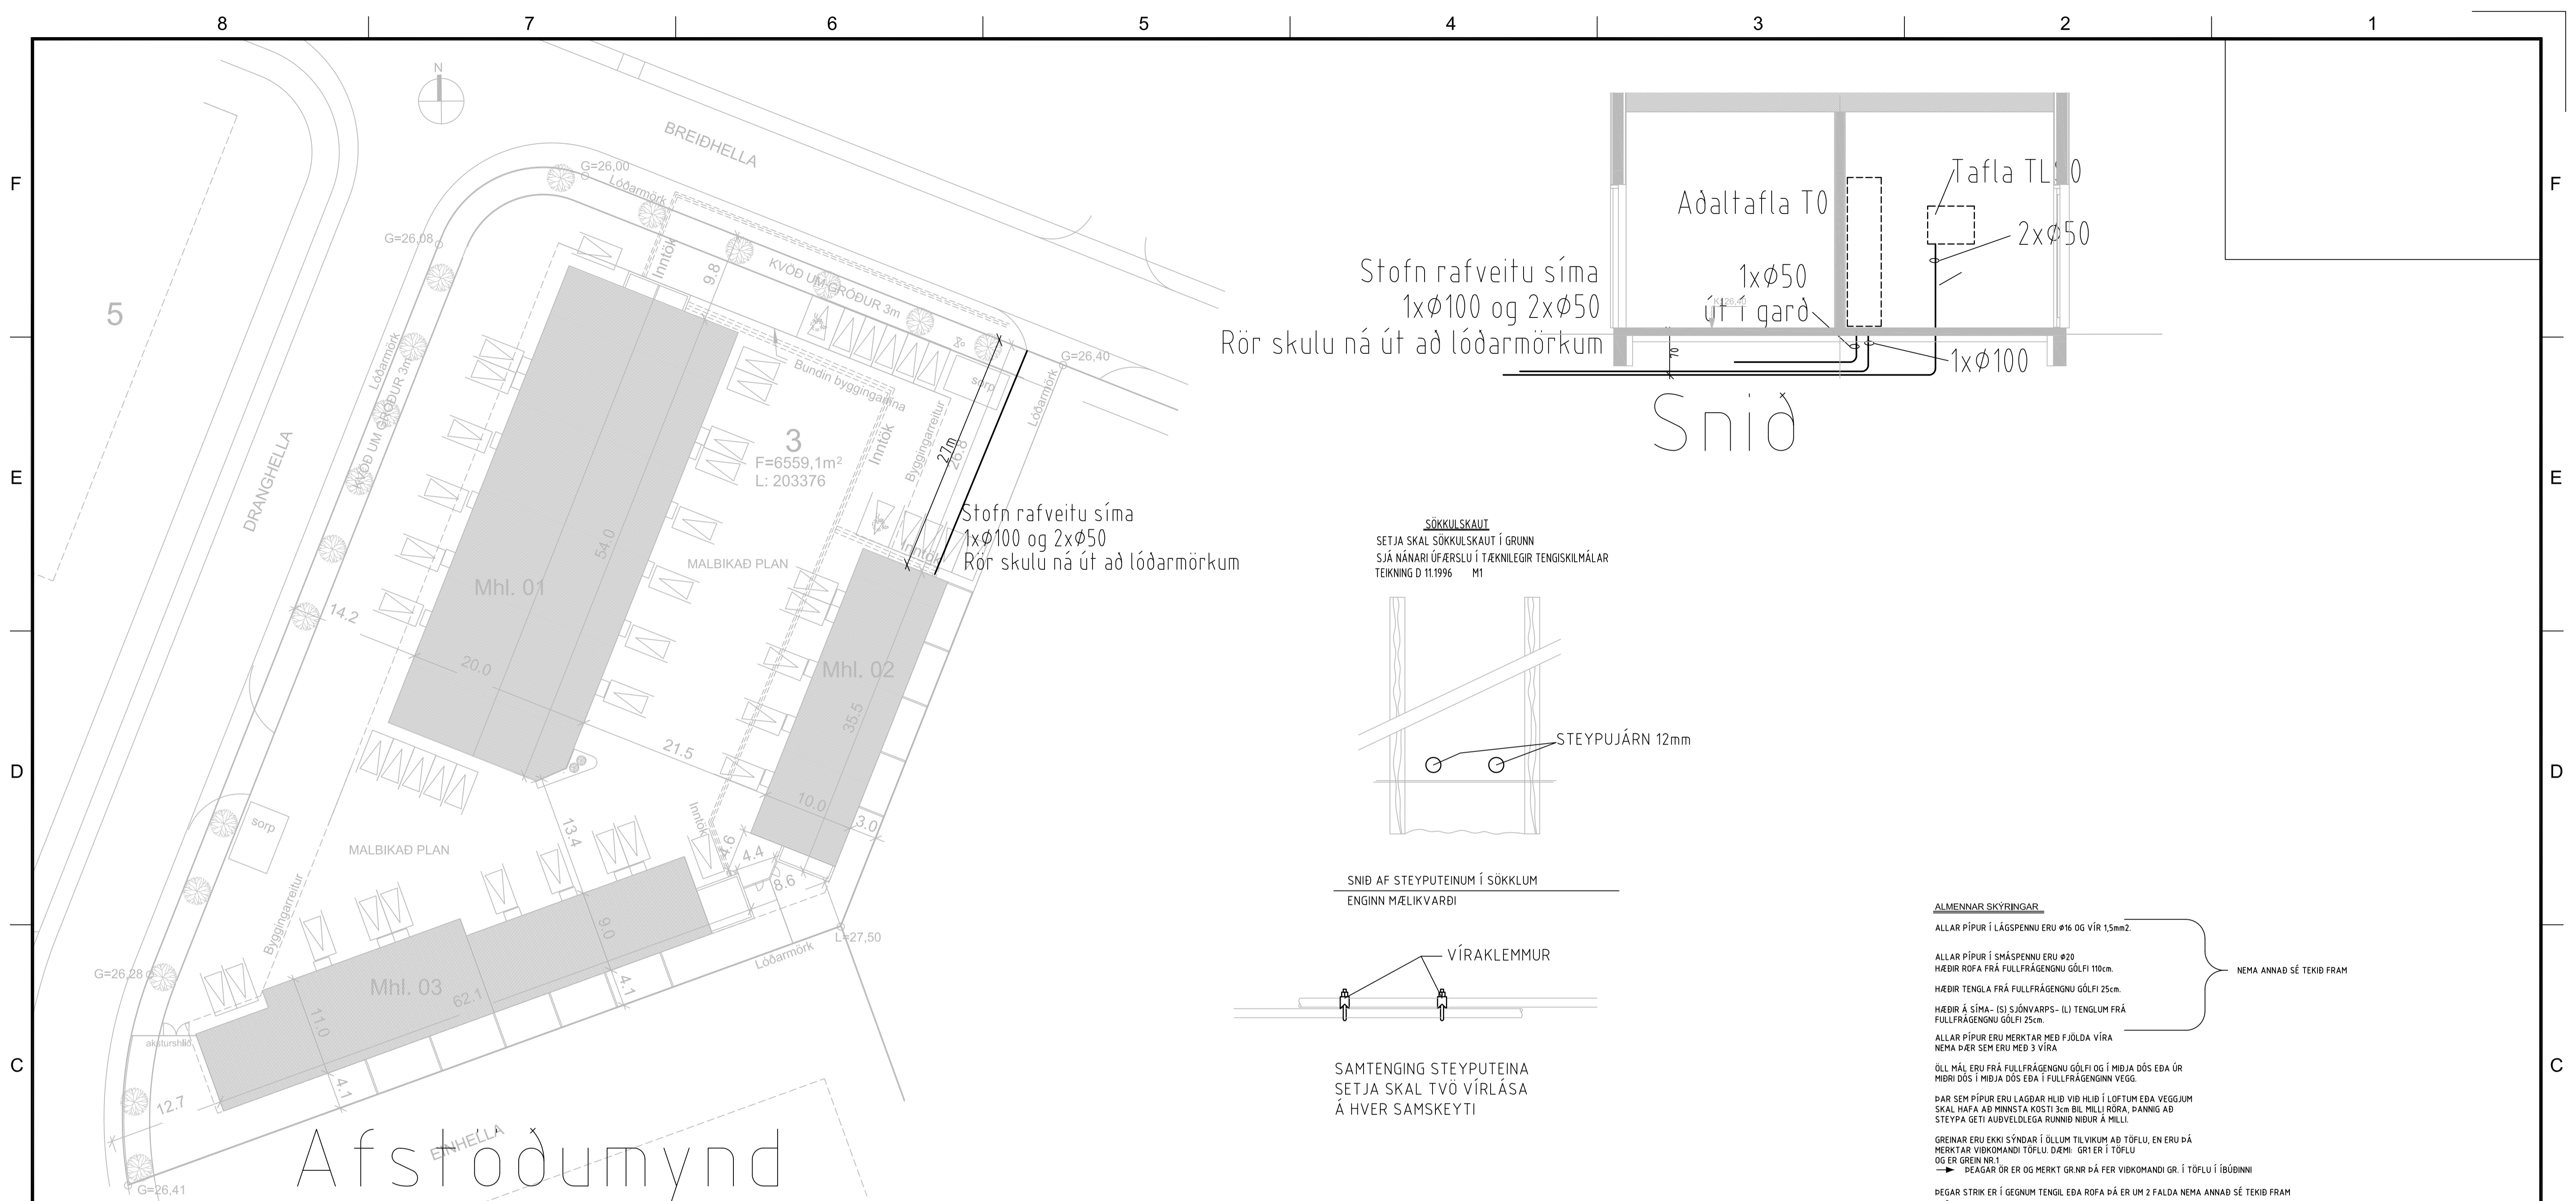 8 7 6 5 4 3 2 1
F
F
E
E
D
D
C
C
N
BREIÐHELLA
G=26,00
Lóðarmörk
G=26,08
Inntök
9.8
KVÖÐ UM GRÓÐUR 3m
5
Lóðarmörk
KVÖÐ UM GRÓÐUR 3m
G=26,40
sorp
Bundin byggingarlína
Lóðarmörk
DRANGHELLA
3
F=6559,1m²
L: 203376
Inntök
Byggingarreitur
27m
26.8
Stofn rafveitu síma
1xØ100 og 2xØ50
Rör skulu ná út að lóðarmörkum
54.0
Inntök
MALBIKAÐ PLAN
Mhl. 01
14.2
20.0
Mhl. 02
35.5
21.5
10.0
3.0
sorp
Inntök
13.4
4.6
4.4
8.6
MALBIKAÐ PLAN
Byggingarreitur
9.0
L=27,50
Lóðarmörk
G=26,28
Mhl. 03
62.1
4.1
11.0
aksturshlið
4.1
12.7
EINHELLA
Afstöðumynd
G=26,41
Tafla TL90
Aðaltafla T0
2xØ50
Stofn rafveitu síma
1xØ100 og 2xØ50
Rör skulu ná út að lóðarmörkum
1xØ50
K=26,40
út í garð
70
1xØ100
Snið
SÖKKULSKAUT
SETJA SKAL SÖKKULSKAUT Í GRUNN
SJÁ NÁNARI ÚFÆRSLU Í TÆKNILEGIR TENGISKILMÁLAR
TEIKNING D 11.1996 M1
STEYPUJÁRN 12mm
SNIÐ AF STEYPUTEINUM Í SÖKKLUM
ENGINN MÆLIKVARÐI
VÍRAKLEMMUR
SAMTENGING STEYPUTEINA
SETJA SKAL TVÖ VÍRLÁSA
Á HVER SAMSKEYTI
ALMENNAR SKÝRINGAR
ALLAR PÍPUR Í LÁGSPENNU ERU Ø16 OG VÍR 1,5mm2.
ALLAR PÍPUR Í SMÁSPENNU ERU Ø20
HÆÐIR ROFA FRÁ FULLFRÁGENGNU GÓLFI 110cm.
HÆÐIR TENGLA FRÁ FULLFRÁGENGNU GÓLFI 25cm.
HÆÐIR Á SÍMA- (S) SJÓNVARPS- (L) TENGLUM FRÁ
FULLFRÁGENGNU GÓLFI 25cm.
NEMA ANNAÐ SÉ TEKIÐ FRAM
ALLAR PÍPUR ERU MERKTAR MEÐ FJÖLDA VÍRA
NEMA ÞÆR SEM ERU MEÐ 3 VÍRA
ÖLL MÁL ERU FRÁ FULLFRÁGENGNU GÓLFI OG Í MIÐJA DÓS EÐA ÚR
MIÐRI DÓS Í MIÐJA DÓS EÐA Í FULLFRÁGENGINN VEGG.
ÞAR SEM PÍPUR ERU LAGÐAR HLIÐ VIÐ HLIÐ Í LOFTUM EÐA VEGGJUM
SKAL HAFA AÐ MINNSTA KOSTI 3cm BIL MILLI RÖRA, ÞANNIG AÐ
STEYPA GETI AUÐVELDLEGA RUNNIÐ NIÐUR Á MILLI.
GREINAR ERU EKKI SÝNDAR Í ÖLLUM TILVIKUM AÐ TÖFLU, EN ERU ÞÁ
MERKTAR VIÐKOMANDI TÖFLU. DÆMI: GR1 ER Í TÖFLU
OG ER GREIN NR.1
ÞEAGAR ÖR ER OG MERKT GR.NR ÞÁ FER VIÐKOMANDI GR. Í TÖFLU Í ÍBÚÐINNI
ÞEGAR STRIK ER Í GEGNUM TENGIL EÐA ROFA ÞÁ ER UM 2 FALDA NEMA ANNAÐ SÉ TEKIÐ FRAM